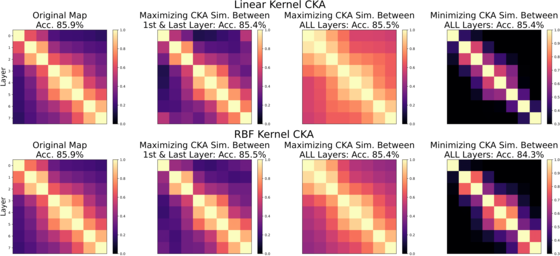 Linear Kernel CKA
Original Map
Acc. 85.9%
Maximizing CKA Sim. Between
1st & Last Layer: Acc. 85.4%
Maximizing CKA Sim. Between
ALL Layers: Acc. 85.5%
Minimizing CKA Sim. Between
ALL Layers: Acc. 85.4%
Layer
RBF Kernel CKA
Original Map
Acc. 85.9%
Maximizing CKA Sim. Between
1st & Last Layer: Acc. 85.5%
Maximizing CKA Sim. Between
ALL Layers: Acc. 85.4%
Minimizing CKA Sim. Between
ALL Layers: Acc. 84.3%
Layer